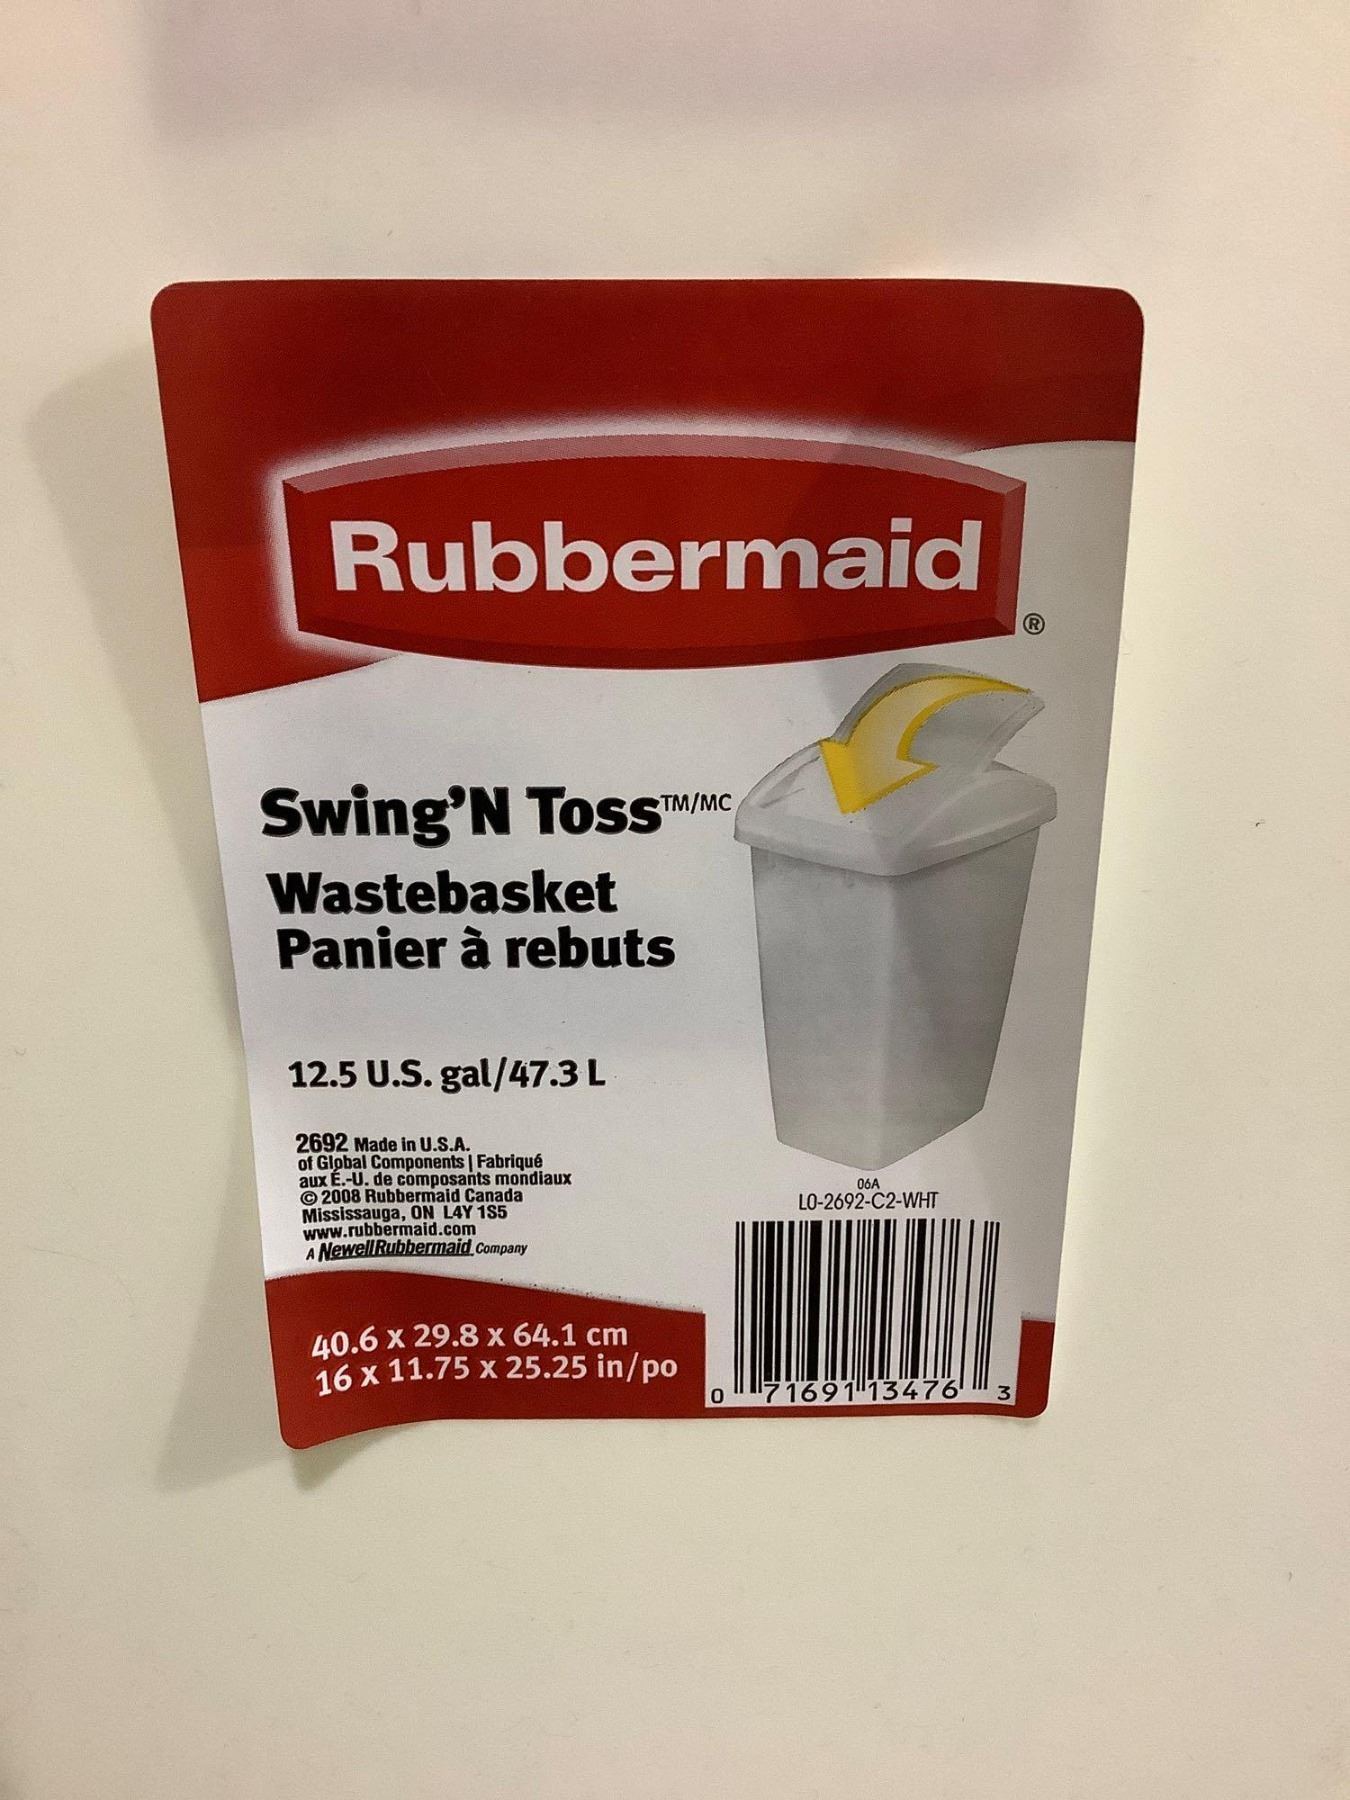 Rubbermaid
®
Swing’N Toss™/MC
Wastebasket
Panier à rebuts
12.5 U.S. gal/47.3 L
2692 Made in U.S.A.
of Global Components | Fabriqué
aux É.-U. de composants mondiaux
© 2008 Rubbermaid Canada
Mississauga, ON L4Y 1S5
www.rubbermaid.com
A NewellRubbermaid Company
40.6 x 29.8 x 64.1 cm
16 x 11.75 x 25.25 in/po
06A
L0-2692-C2-WHT
0 71691 13476 3